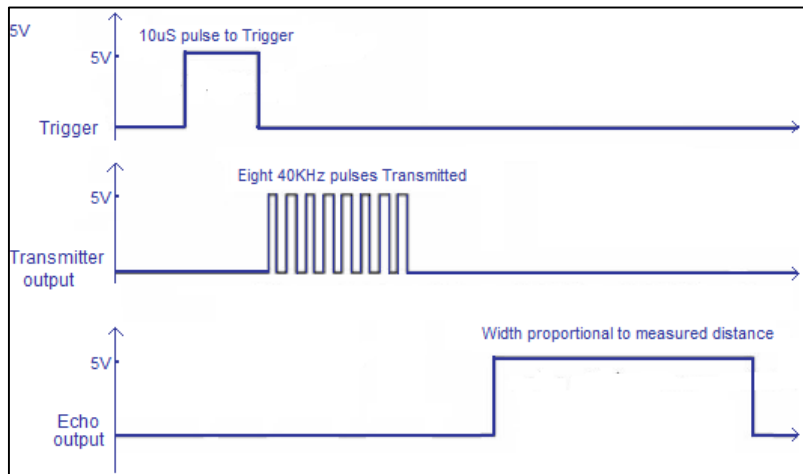 5V
10uS pulse to Trigger
5V
Trigger
Eight 40KHz pulses Transmitted
5V
Transmitter
output
Width proportional to measured distance
5V
Echo
output